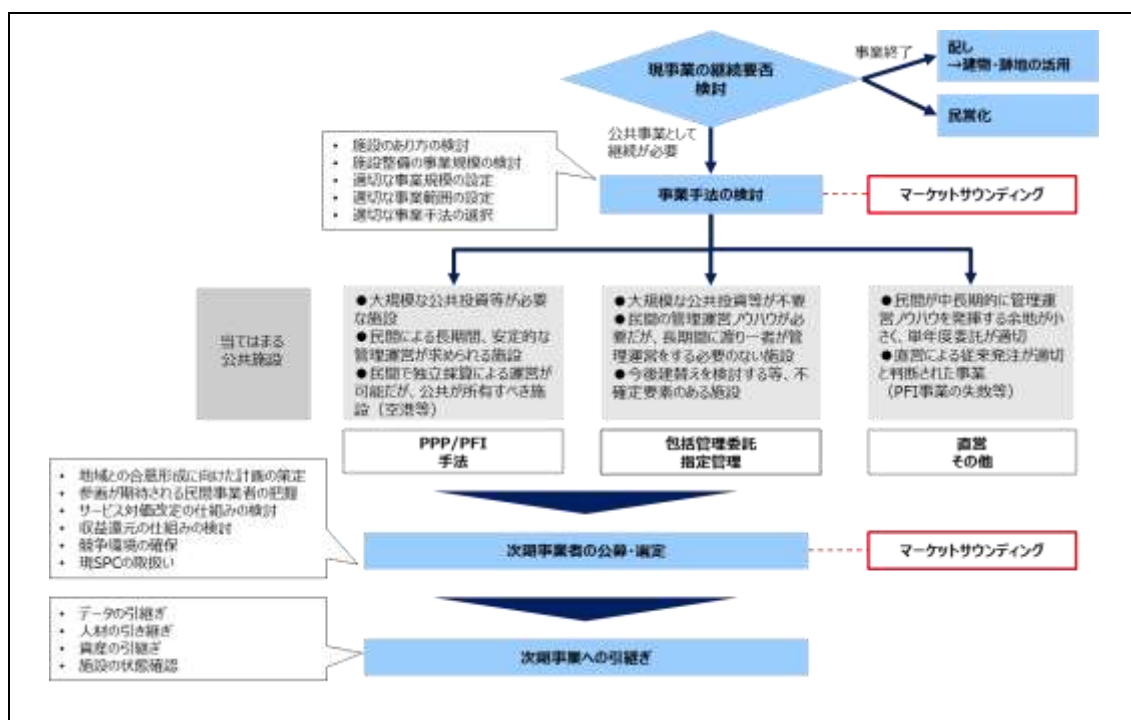 現事業の継続要否
検討
事業終了
配し
→建物・跡地の活用
民営化
公共事業として
継続が必要
• 施設のあり方の検討
• 施設整備の事業規模の検討
• 適切な事業規模の設定
• 適切な事業範囲の設定
• 適切な事業手法の選択
事業手法の検討
マーケットサウンディング
当てはまる
公共施設
●大規模な公共投資等が必要
な施設
●民間による長期間、安定的な
管理運営が求められる施設
●民間で独立採算による運営が
可能だが、公共が所有すべき施
設（空港等）
●大規模な公共投資等が不要
●民間の管理運営ノウハウが必
要だが、長期間に渡り一者が
管理運営をする必要のない施設
●今後建替えを検討する等、不
確定要素のある施設
●民間が中長期的に管理運
営ノウハウを発揮する余地が小
さく、単年度委託が適切
●直営による従来発注が適切
と判断された事業
（PFI事業の失敗等）
PPP/PFI
手法
包括管理委託
指定管理
直営
その他
• 地域との合意形成に向けた計画の策定
• 参画が期待される民間事業者の把握
• サービス対価改定の仕組みの検討
• 収益還元の仕組みの検討
• 競争環境の確保
• 現SPCの取扱い
次期事業者の公募・選定
マーケットサウンディング
• データの引継ぎ
• 人材の引き継ぎ
• 資産の引継ぎ
• 施設の状態確認
次期事業への引継ぎ